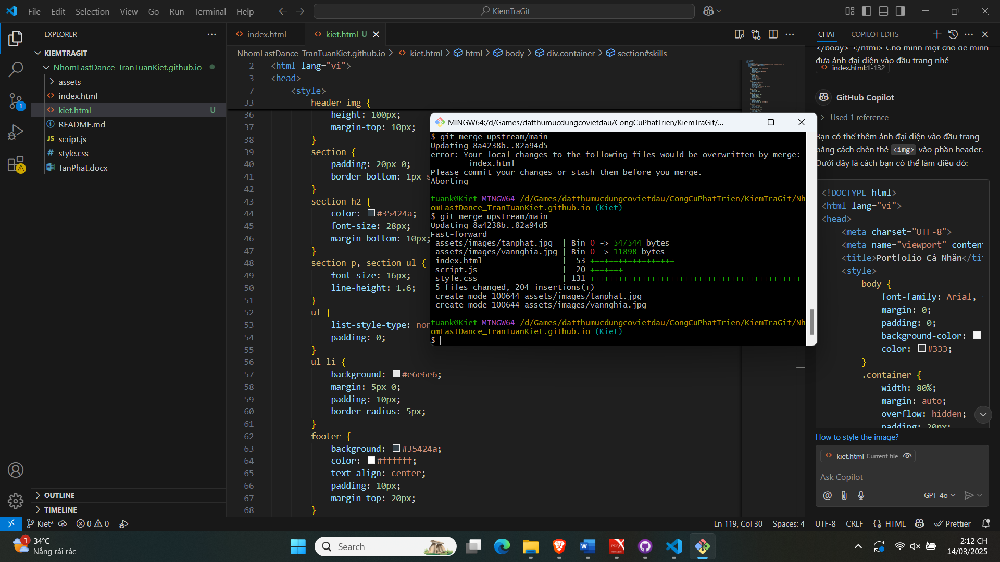 File Edit Selection View Go Run Terminal Help
KiemTraGit
EXPLORER
KIEMTRAGIT
NhomLastDance_TranTuanKiet.github.io
assets
index.html
kiet.html U
README.md
script.js
style.css
TanPhat.docx
OUTLINE
TIMELINE
1
index.html
kiet.html U
NhomLastDance_TranTuanKiet.github.io > kiet.html > html > body > div.container > section#skills
2 <html lang="vi">
3 <head>
7 <style>
33 header img {
36 height: 100px;
37 margin-top: 10px;
38 }
39 section {
40 padding: 20px 0;
41 border-bottom: 1px s
42 }
43 section h2 {
44 color: #35424a;
45 font-size: 28px;
46 margin-bottom: 10px;
47 }
48 section p, section ul {
49 font-size: 16px;
50 line-height: 1.6;
51 }
52 ul {
53 list-style-type: non
54 padding: 0;
55 }
56 ul li {
57 background: #e6e6e6;
58 margin: 5px 0;
59 padding: 10px;
60 border-radius: 5px;
61 }
62 footer {
63 background: #35424a;
64 color: #ffffff;
65 text-align: center;
66 padding: 10px;
67 margin-top: 20px;
68 }
MINGW64:/d/Games/datthumucdungcovietdau/CongCuPhatTrien/KiemTraGit/...
$ git merge upstream/main
Updating 8a4238b..82a94d5
error: Your local changes to the following files would be overwritten by merge:
index.html
Please commit your changes or stash them before you merge.
Aborting
tuank@Kiet MINGW64 /d/Games/datthumucdungcovietdau/CongCuPhatTrien/KiemTraGit/Nh
omLastDance_TranTuanKiet.github.io (Kiet)
$ git merge upstream/main
Updating 8a4238b..82a94d5
Fast-forward
assets/images/tanphat.jpg | Bin 0 -> 547544 bytes
assets/images/vannghia.jpg | Bin 0 -> 11898 bytes
index.html | 53 ++++++++++++++++++
script.js | 20 +++++++
style.css | 131 +++++++++++++++++++++++++++++++++++++++++++++
5 files changed, 204 insertions(+)
create mode 100644 assets/images/tanphat.jpg
create mode 100644 assets/images/vannghia.jpg
tuank@Kiet MINGW64 /d/Games/datthumucdungcovietdau/CongCuPhatTrien/KiemTraGit/Nh
omLastDance_TranTuanKiet.github.io (Kiet)
$
CHAT COPILOT EDITS
</body> </html> Cho mình một chỗ để mình
đưa ảnh đại diện vào đầu trang nhé
index.html:1-132
GitHub Copilot
Used 1 reference
Bạn có thể thêm ảnh đại diện vào đầu trang
bằng cách chèn thẻ <img> vào phần header.
Dưới đây là cách bạn có thể làm điều đó:
<!DOCTYPE html>
<html lang="vi">
<head>
<meta charset="UTF-8">
<meta name="viewport" conten
<title>Portfolio Cá Nhân</tit
<style>
body {
font-family: Arial, s
margin: 0;
padding: 0;
background-color:
color: #333;
}
.container {
width: 80%;
margin: auto;
overflow: hidden;
padding: 20px;
How to style the image?
kiet.html Current file
Ask Copilot
GPT-4o
Kiet* 0 0
Ln 119, Col 30 Spaces: 4 UTF-8 CRLF HTML Prettier
1
34°C
Nắng rải rác
Search
2:12 CH
14/03/2025